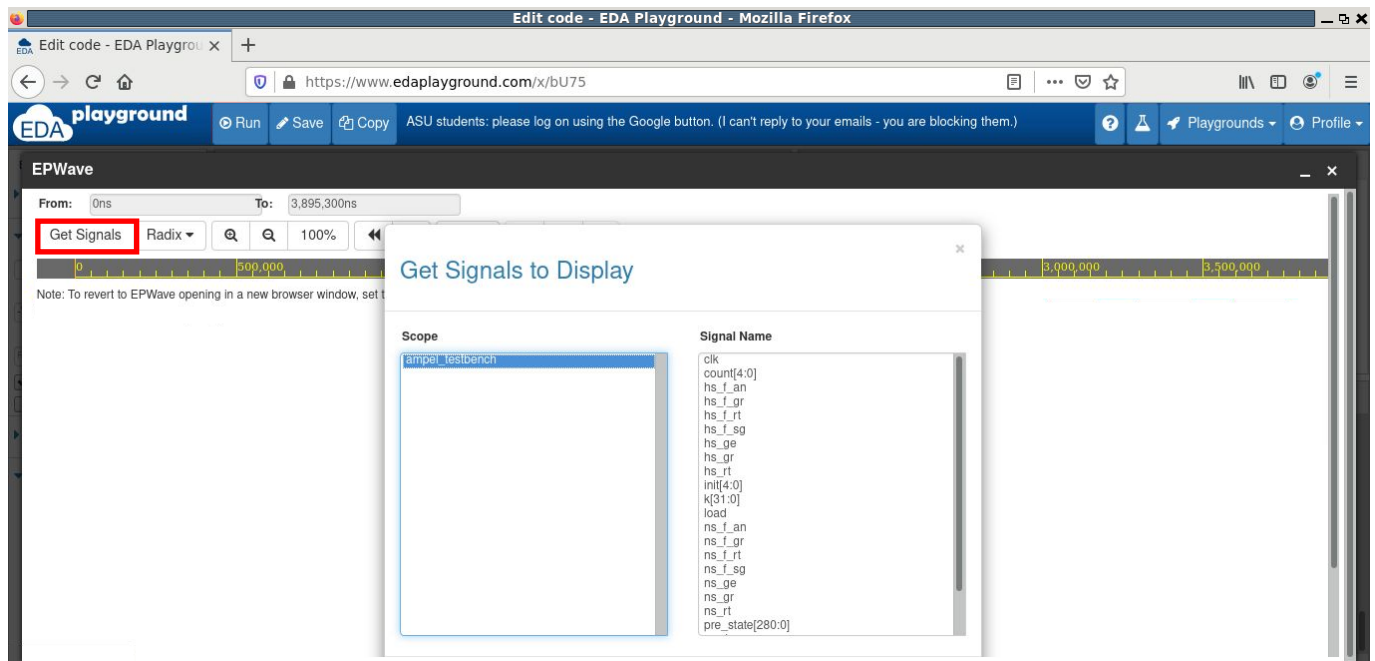 Edit code - EDA Playground - Mozilla Firefox
EDA Edit code - EDA Playgrou
https://www.edaplayground.com/x/bU75
EDA playground Run Save Copy ASU students: please log on using the Google button. (I can't reply to your emails - you are blocking them.) Playgrounds Profile
EPWave
From: 0ns To: 3,895,300ns
Get Signals Radix 100%
0 500,000 3,000,000 3,500,000
Get Signals to Display
Note: To revert to EPWave opening in a new browser window, set t
Scope Signal Name
ampel_testbench
clk
count[4:0]
hs_f_an
hs_f_gr
hs_f_rt
hs_f_sg
hs_ge
hs_gr
hs_rt
init[4:0]
k[31:0]
load
ns_f_an
ns_f_gr
ns_f_rt
ns_f_sg
ns_ge
ns_gr
ns_rt
pre_state[280:0]